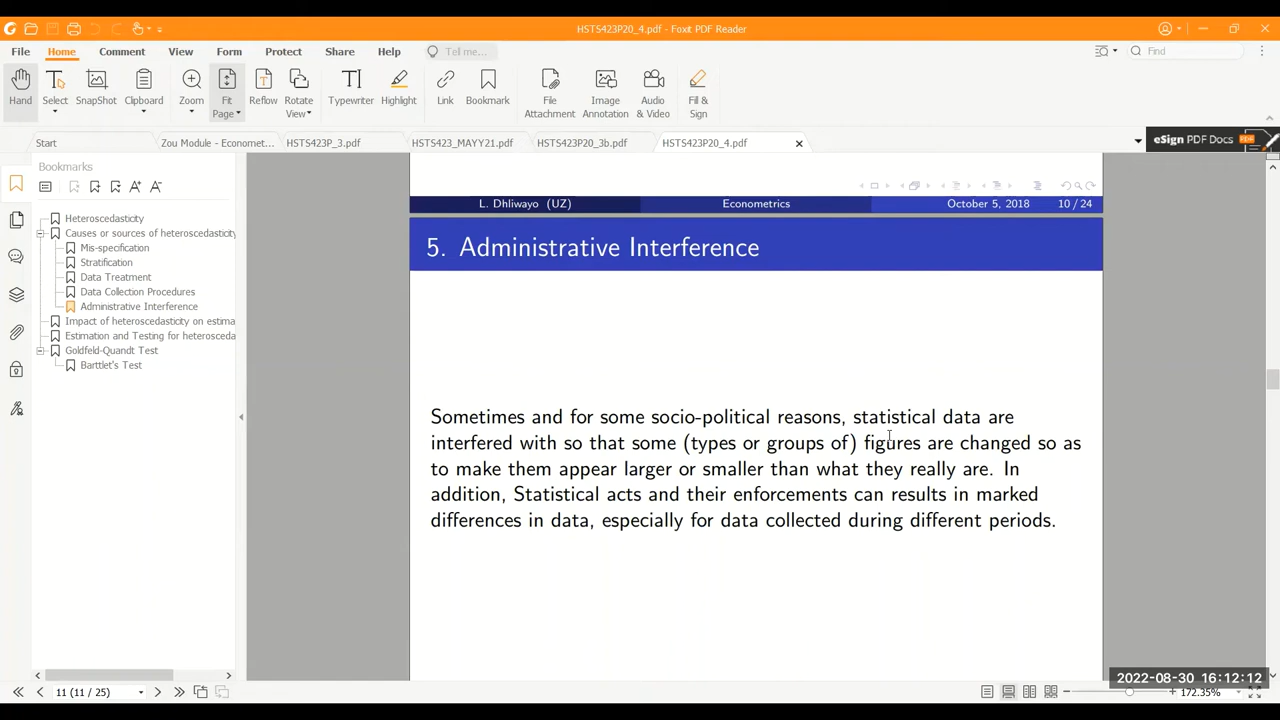 HSTS423P20_4.pdf - Foxit PDF Reader
File Home Comment View Form Protect Share Help Tell me... Find
Hand Select SnapShot Clipboard Zoom Fit Page Reflow Rotate View Typewriter Highlight Link Bookmark File Attachment Image Annotation Audio & Video Fill & Sign
Start Zou Module - Economet... HSTS423P_3.pdf HSTS423_MAYY21.pdf HSTS423P20_3b.pdf HSTS423P20_4.pdf eSign PDF Docs
Bookmarks
Heteroscedasticity
Causes or sources of heteroscedasticity
Mis-specification
Stratification
Data Treatment
Data Collection Procedures
Administrative Interference
Impact of heteroscedasticity on estima
Estimation and Testing for heterosceda
Goldfeld-Quandt Test
Barttlet's Test
L. Dhliwayo (UZ) Econometrics October 5, 2018 10 / 24
5. Administrative Interference
Sometimes and for some socio-political reasons, statistical data are
interfered with so that some (types or groups of) figures are changed so as
to make them appear larger or smaller than what they really are. In
addition, Statistical acts and their enforcements can results in marked
differences in data, especially for data collected during different periods.
11 (11 / 25)
2022-08-30 16:12:12
172.35%